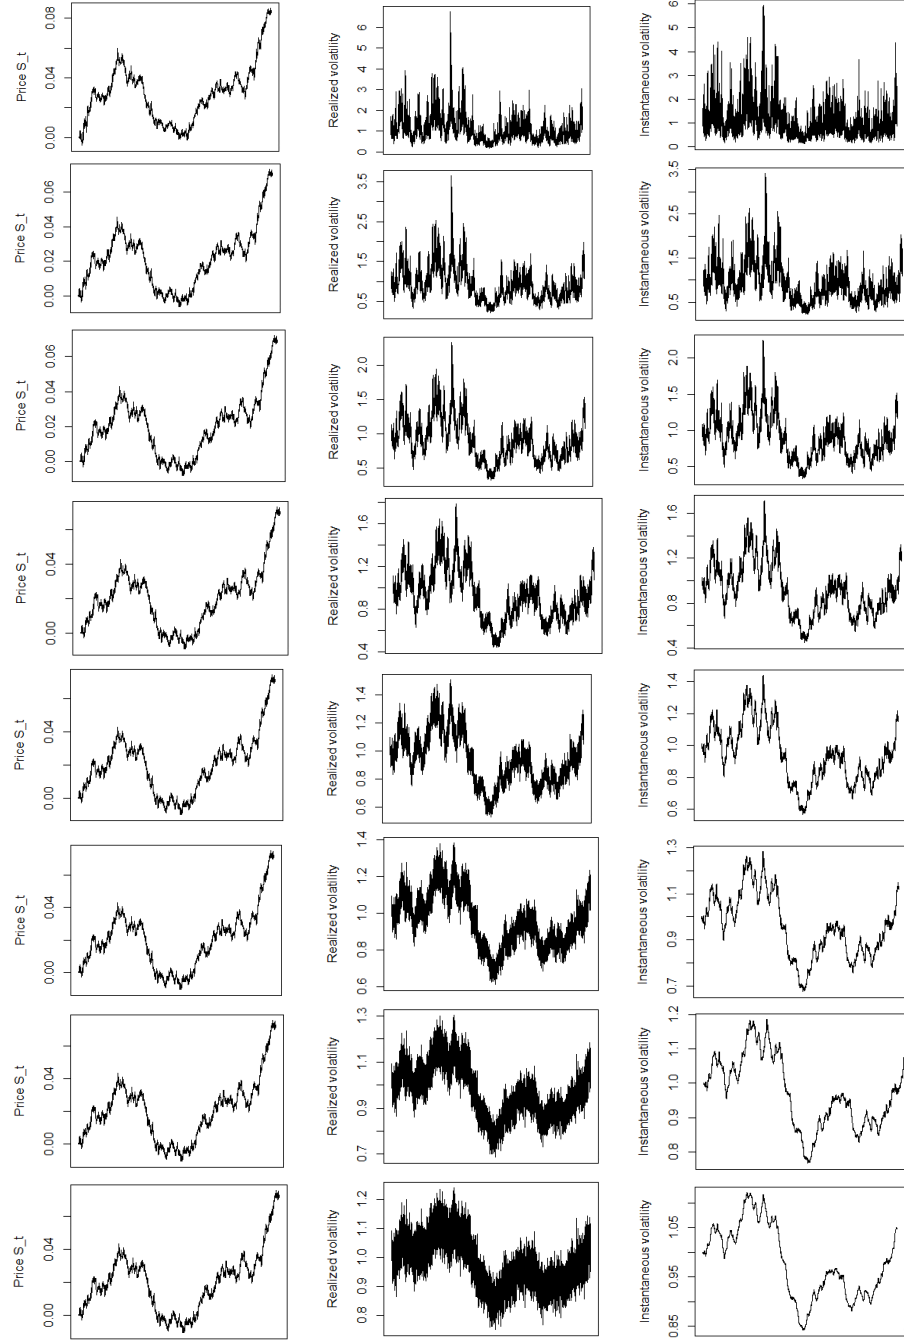 Price S_t
0.00 0.04 0.08
Realized volatility
0 1 2 3 4 5 6
Instantaneous volatility
0 1 2 3 4 5 6
Price S_t
0.00 0.02 0.04 0.06
Realized volatility
0.5 1.5 2.5 3.5
Instantaneous volatility
0.5 1.5 2.5 3.5
Price S_t
0.00 0.02 0.04 0.06
Realized volatility
0.5 1.0 1.5 2.0
Instantaneous volatility
0.5 1.0 1.5 2.0
Price S_t
0.00 0.04
Realized volatility
0.4 0.8 1.2 1.6
Instantaneous volatility
0.4 0.8 1.2 1.6
Price S_t
0.00 0.04
Realized volatility
0.6 0.8 1.0 1.2 1.4
Instantaneous volatility
0.6 0.8 1.0 1.2 1.4
Price S_t
0.00 0.04
Realized volatility
0.6 0.8 1.0 1.2 1.4
Instantaneous volatility
0.7 0.9 1.1 1.3
Price S_t
0.00 0.04
Realized volatility
0.7 0.9 1.1 1.3
Instantaneous volatility
0.8 0.9 1.0 1.1 1.2
Price S_t
0.00 0.04
Realized volatility
0.8 0.9 1.0 1.1 1.2
Instantaneous volatility
0.85 0.95 1.05